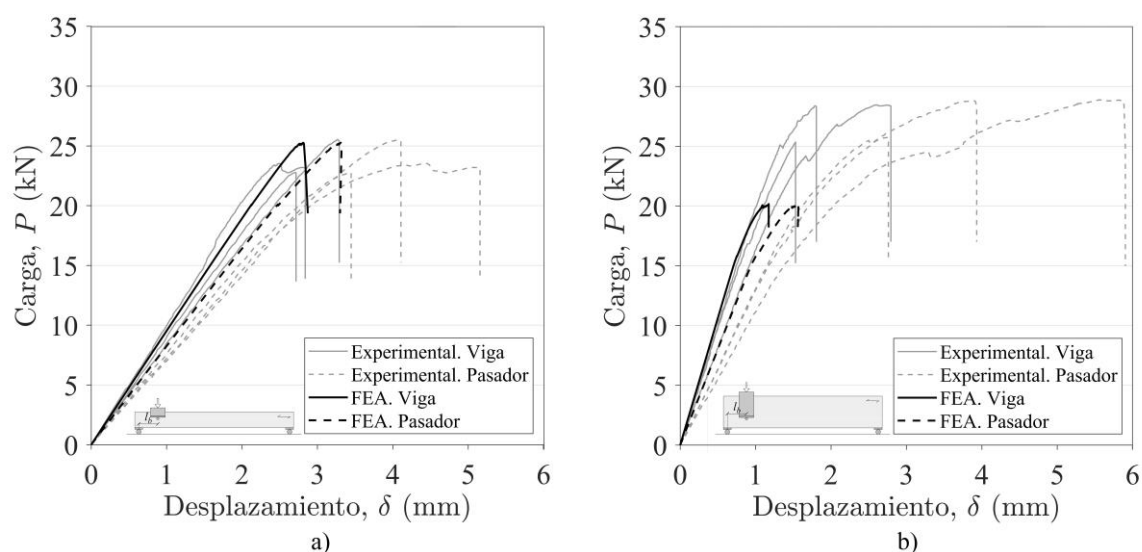 35
30
25
20
15
10
5
0
Carga, P (kN)
Experimental. Viga
Experimental. Pasador
FEA. Viga
FEA. Pasador
l_b
0 1 2 3 4 5 6
Desplazamiento, δ (mm)
a)
35
30
25
20
15
10
5
0
Carga, P (kN)
Experimental. Viga
Experimental. Pasador
FEA. Viga
FEA. Pasador
l_b
0 1 2 3 4 5 6
Desplazamiento, δ (mm)
b)